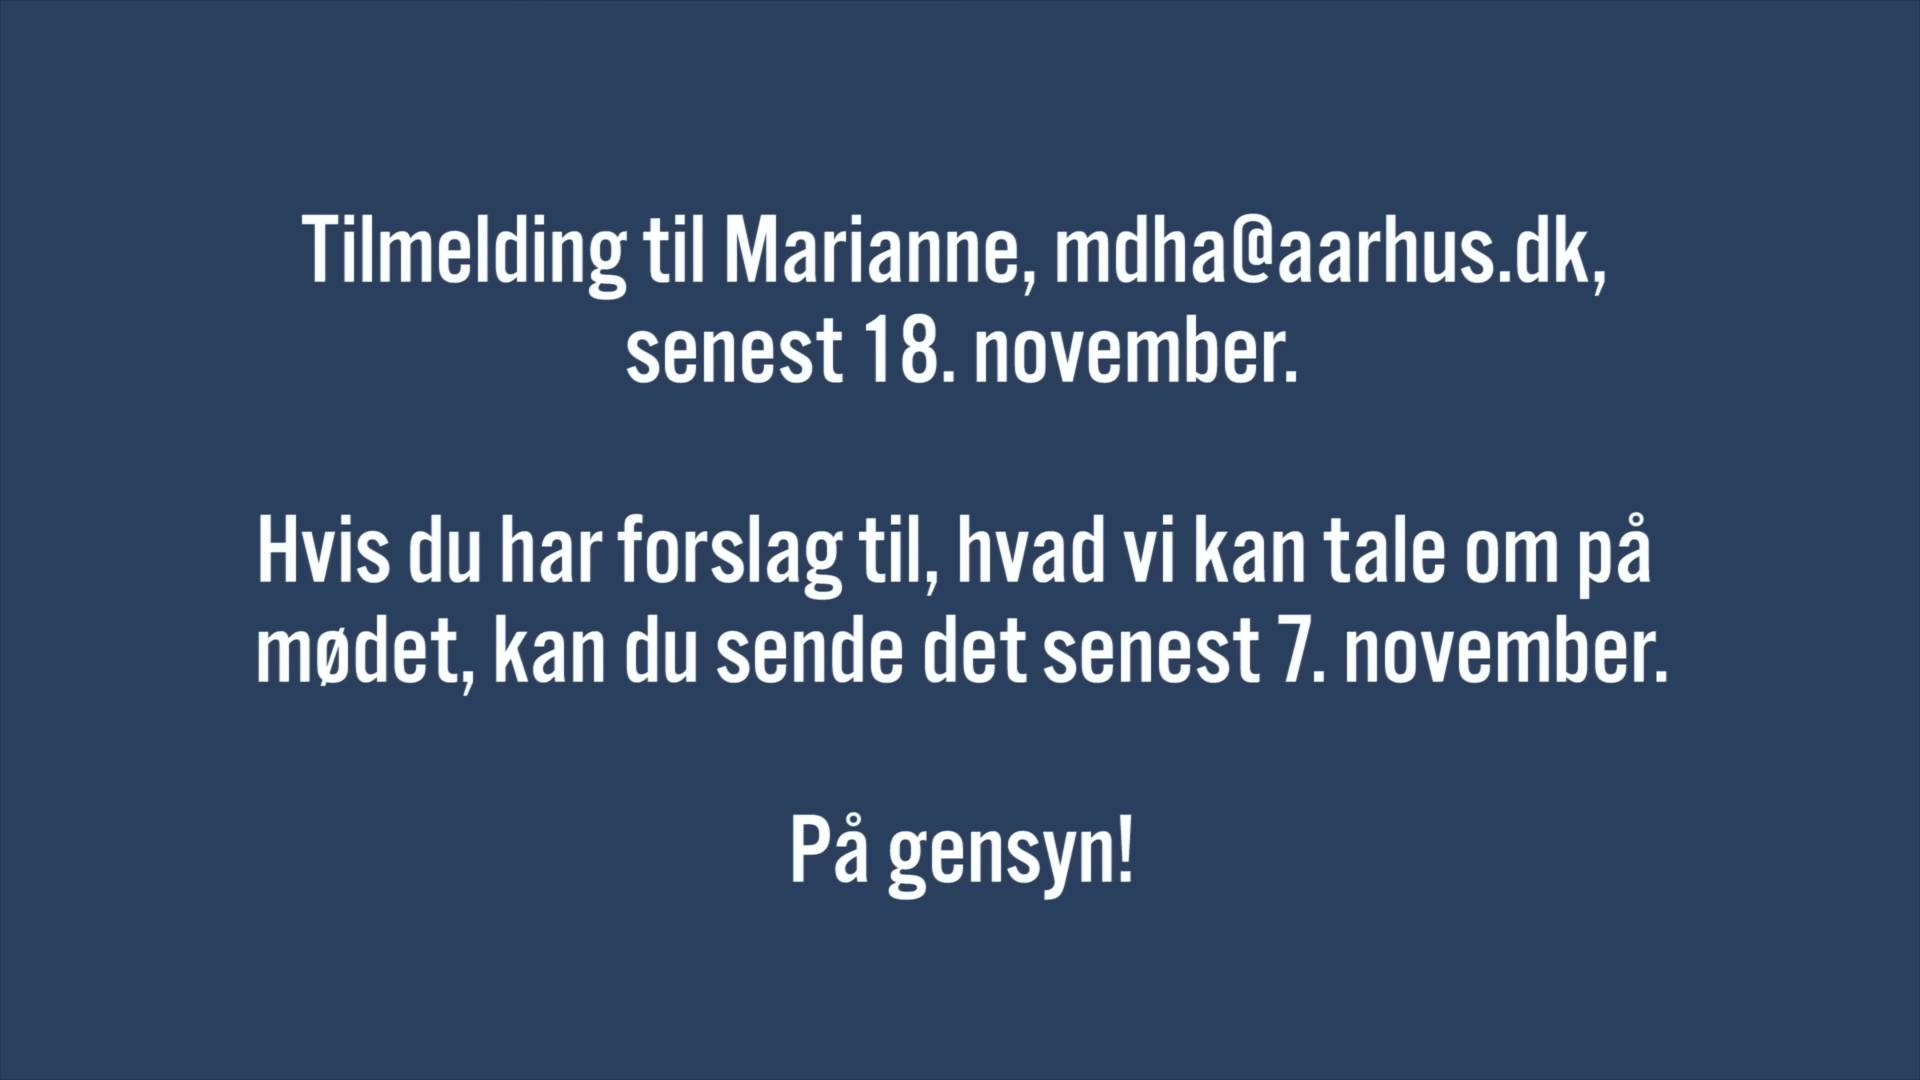 Tilmelding til Marianne, mdha@aarhus.dk,
senest 18. november.
Hvis du har forslag til, hvad vi kan tale om på
mødet, kan du sende det senest 7. november.
På gensyn!